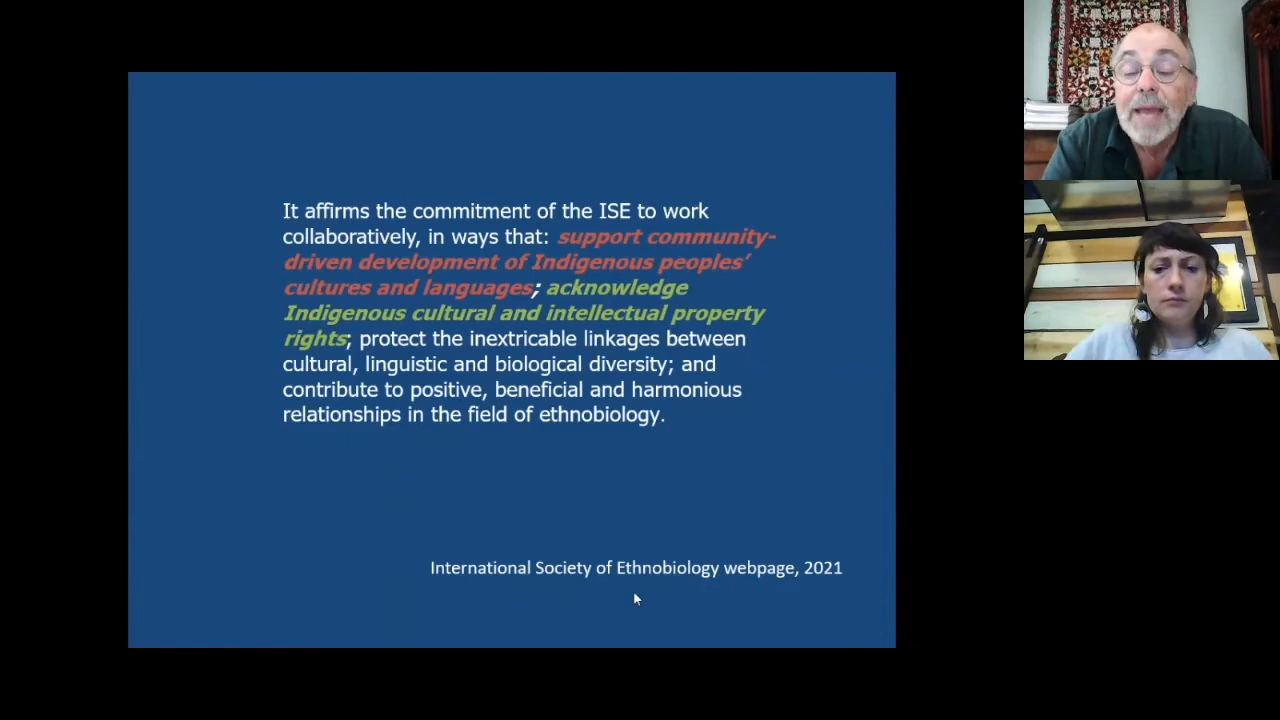 It affirms the commitment of the ISE to work
collaboratively, in ways that: support community-
driven development of Indigenous peoples’
cultures and languages; acknowledge
Indigenous cultural and intellectual property
rights; protect the inextricable linkages between
cultural, linguistic and biological diversity; and
contribute to positive, beneficial and harmonious
relationships in the field of ethnobiology.
International Society of Ethnobiology webpage, 2021